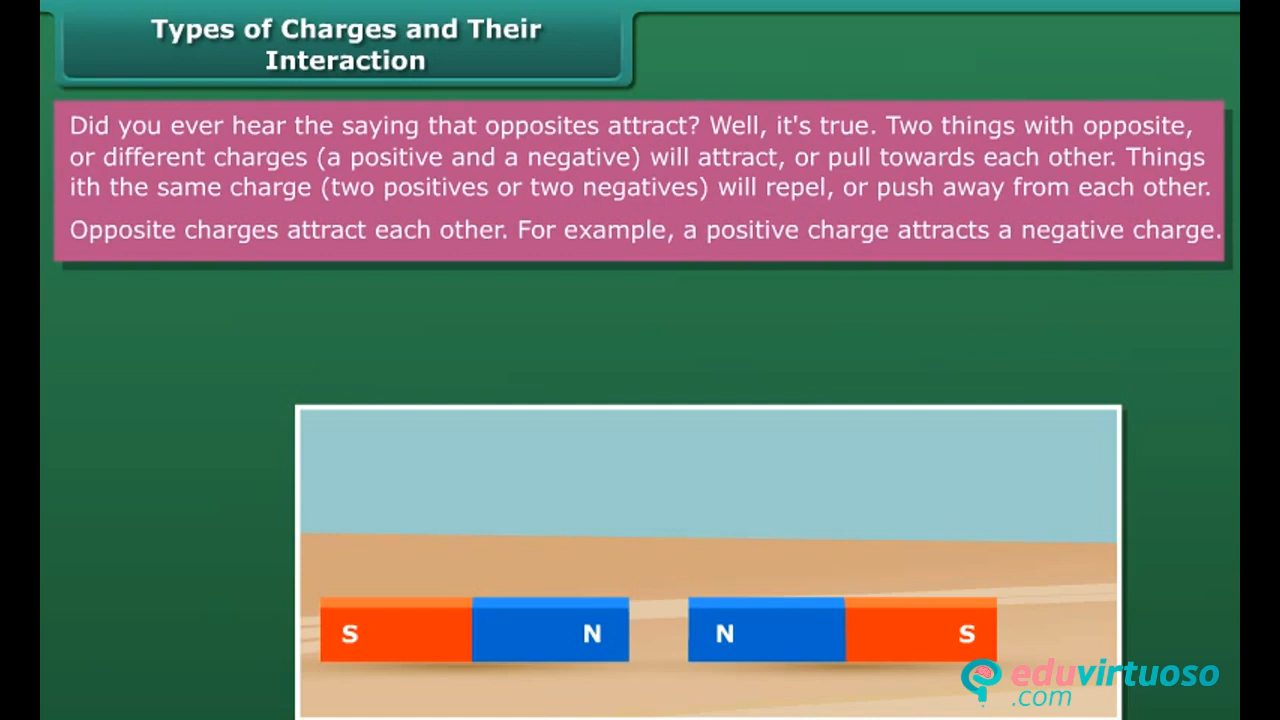 Types of Charges and Their
Interaction
Did you ever hear the saying that opposites attract? Well, it's true. Two things with opposite,
or different charges (a positive and a negative) will attract, or pull towards each other. Things
ith the same charge (two positives or two negatives) will repel, or push away from each other.
Opposite charges attract each other. For example, a positive charge attracts a negative charge.
S N N S
eduvirtuoso
.com